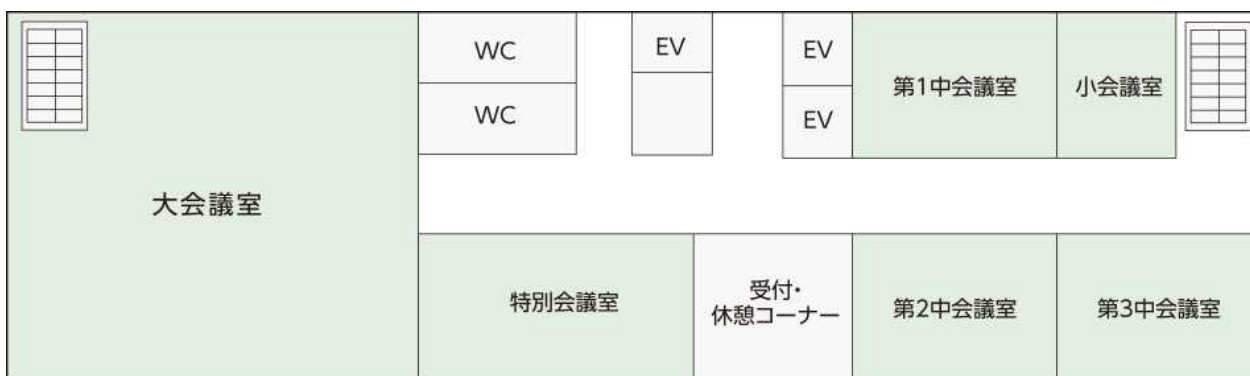 WC
EV
EV
第1中会議室
小会議室
WC
EV
大会議室
特別会議室
受付・
休憩コーナー
第2中会議室
第3中会議室